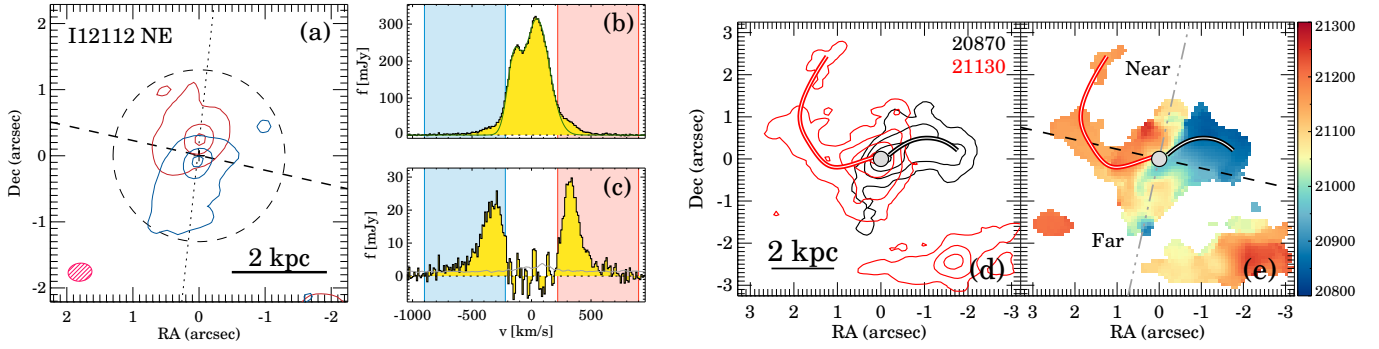 I12112 NE
(a)
2
1
0
-1
-2
Dec (arcsec)
2 kpc
2
1
0
-1
-2
RA (arcsec)
(b)
300
200
100
0
f [mJy]
(c)
30
20
10
0
f [mJy]
-1000
-500
0
500
v [km/s]
20870
21130
3
2
1
0
-1
-2
-3
Dec (arcsec)
2 kpc
(d)
3
2
1
0
-1
-2
RA (arcsec)
Near
Far
(e)
3
2
1
0
-1
-2
-3
RA (arcsec)
21300
21200
21100
21000
20900
20800